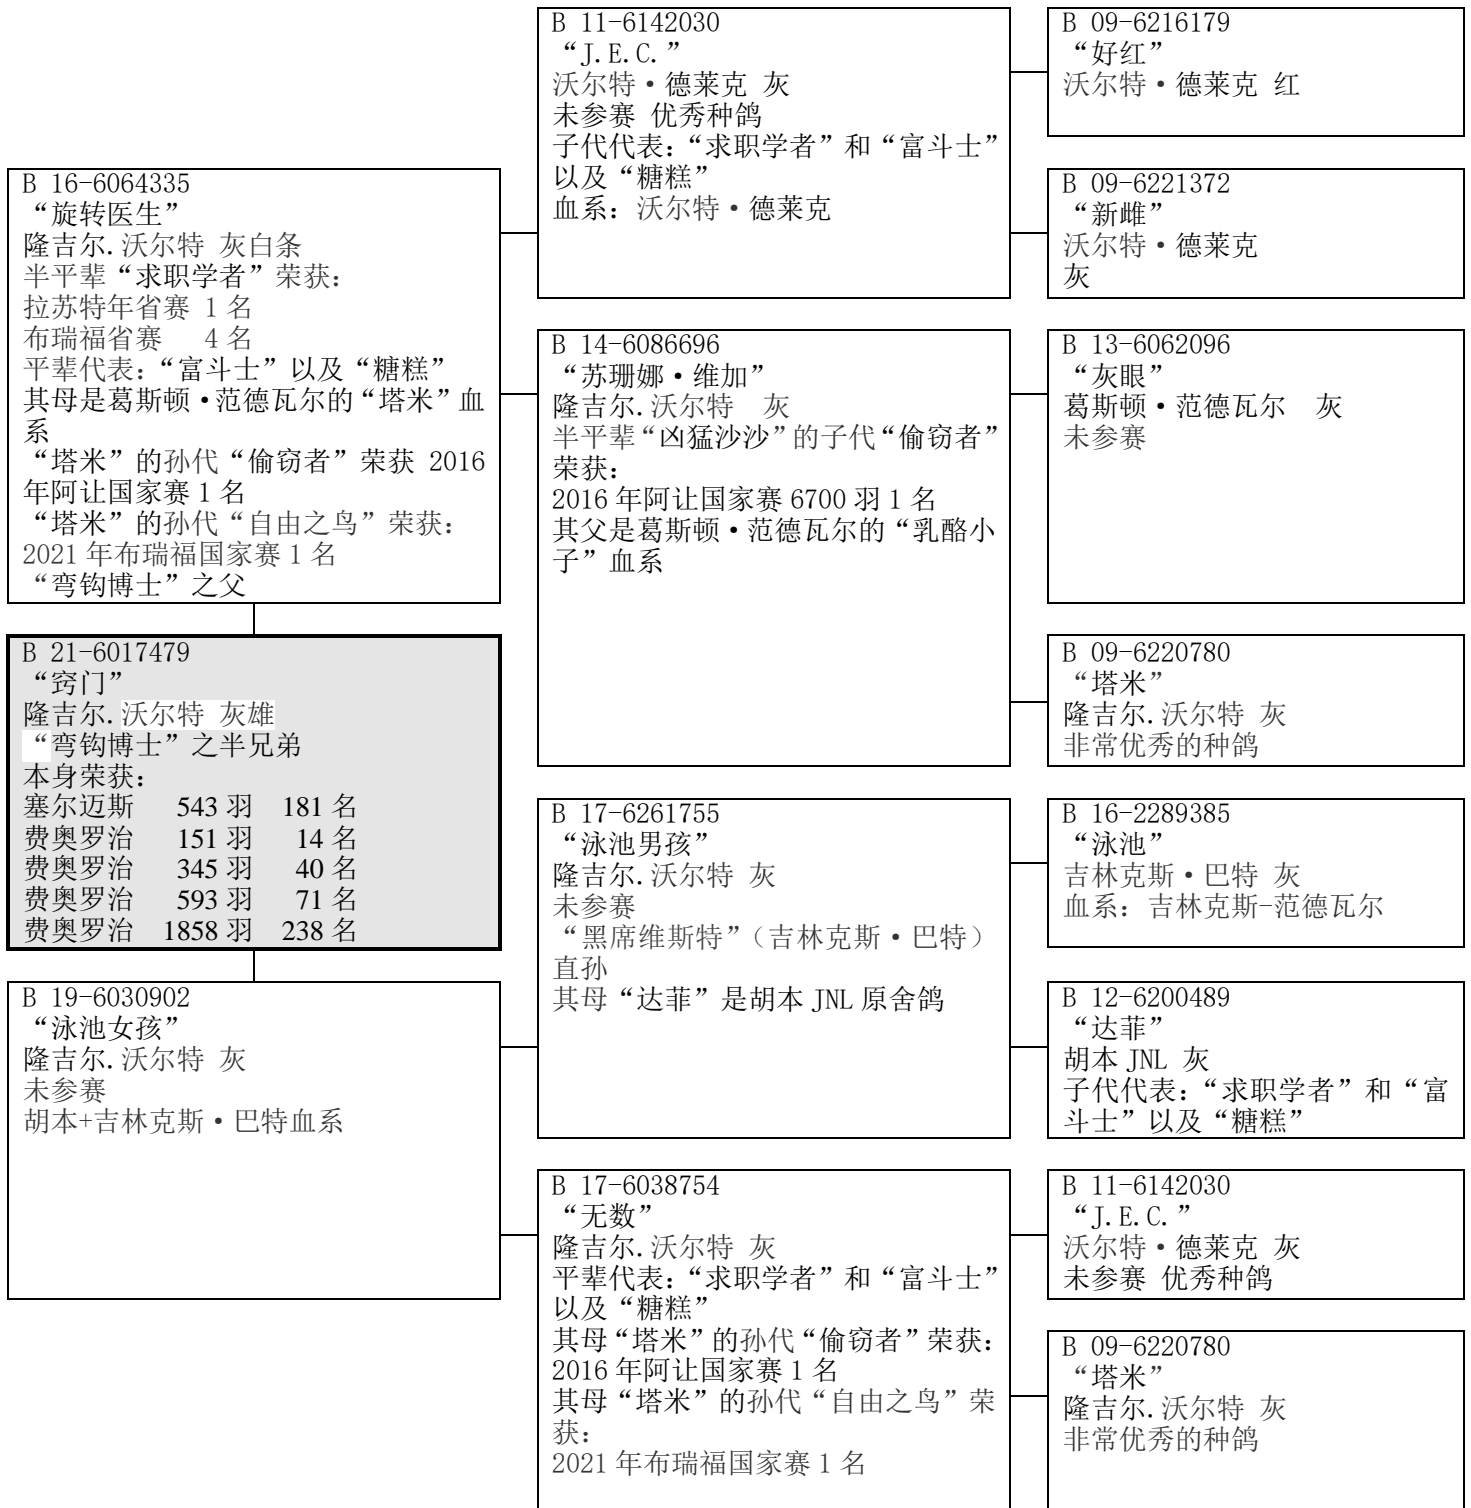 B 16-6064335
“旋转医生”
隆吉尔.沃尔特 灰白条
半平辈“求职学者”荣获：
拉苏特年省赛 1 名
布瑞福省赛 4 名
平辈代表：“富斗士”以及“糖糕”
其母是葛斯顿·范德瓦尔的“塔米”血
系
“塔米”的孙代“偷窃者”荣获 2016
年阿让国家赛 1 名
“塔米”的孙代“自由之鸟”荣获：
2021 年布瑞福国家赛 1 名
“弯钩博士”之父
B 21-6017479
“窍门”
隆吉尔.沃尔特 灰雄
“弯钩博士”之半兄弟
本身荣获：
塞尔迈斯 543 羽 181 名
费奥罗治 151 羽 14 名
费奥罗治 345 羽 40 名
费奥罗治 593 羽 71 名
费奥罗治 1858 羽 238 名
B 19-6030902
“泳池女孩”
隆吉尔.沃尔特 灰
未参赛
胡本+吉林克斯·巴特血系
B 11-6142030
“J.E.C.”
沃尔特·德莱克 灰
未参赛 优秀种鸽
子代代表：“求职学者”和“富斗士”
以及“糖糕”
血系：沃尔特·德莱克
B 14-6086696
“苏珊娜·维加”
隆吉尔.沃尔特 灰
半平辈“凶猛沙沙”的子代“偷窃者”
荣获：
2016 年阿让国家赛 6700 羽 1 名
其父是葛斯顿·范德瓦尔的“乳酪小
子”血系
B 17-6261755
“泳池男孩”
隆吉尔.沃尔特 灰
未参赛
“黑席维斯特”（吉林克斯·巴特）
直孙
其母“达菲”是胡本 JNL 原舍鸽
B 17-6038754
“无数”
隆吉尔.沃尔特 灰
平辈代表：“求职学者”和“富斗士”
以及“糖糕”
其母“塔米”的孙代“偷窃者”荣获：
2016 年阿让国家赛 1 名
其母“塔米”的孙代“自由之鸟”荣
获：
2021 年布瑞福国家赛 1 名
B 09-6216179
“好红”
沃尔特·德莱克 红
B 09-6221372
“新雌”
沃尔特·德莱克
灰
B 13-6062096
“灰眼”
葛斯顿·范德瓦尔 灰
未参赛
B 09-6220780
“塔米”
隆吉尔.沃尔特 灰
非常优秀的种鸽
B 16-2289385
“泳池”
吉林克斯·巴特 灰
血系：吉林克斯-范德瓦尔
B 12-6200489
“达菲”
胡本 JNL 灰
子代代表：“求职学者”和“富
斗士”以及“糖糕”
B 11-6142030
“J.E.C.”
沃尔特·德莱克 灰
未参赛 优秀种鸽
B 09-6220780
“塔米”
隆吉尔.沃尔特 灰
非常优秀的种鸽